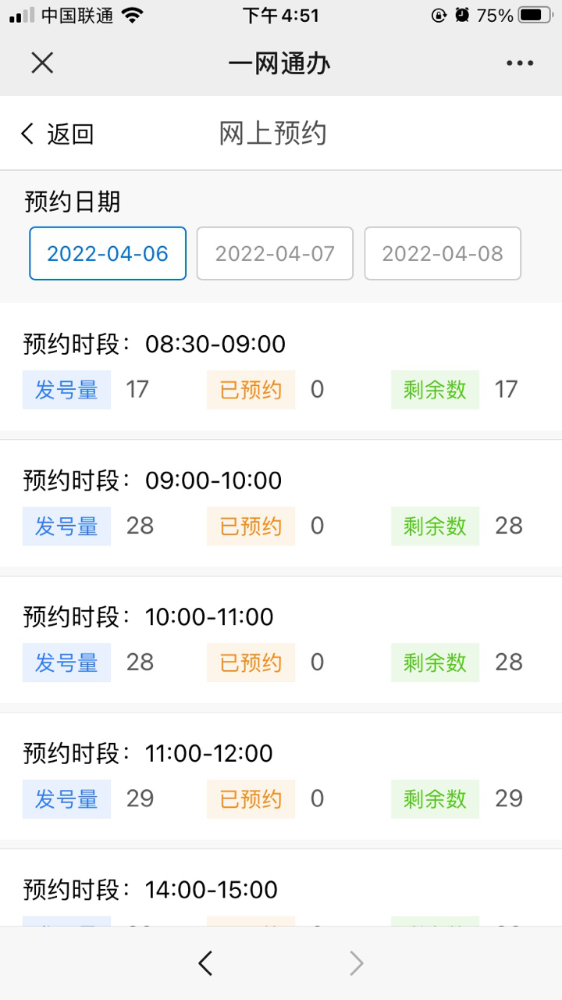 中国联通 下午4:51 75%
一网通办
返回 网上预约
预约日期
2022-04-06 2022-04-07 2022-04-08
预约时段：08:30-09:00
发号量 17 已预约 0 剩余数 17
预约时段：09:00-10:00
发号量 28 已预约 0 剩余数 28
预约时段：10:00-11:00
发号量 28 已预约 0 剩余数 28
预约时段：11:00-12:00
发号量 29 已预约 0 剩余数 29
预约时段：14:00-15:00